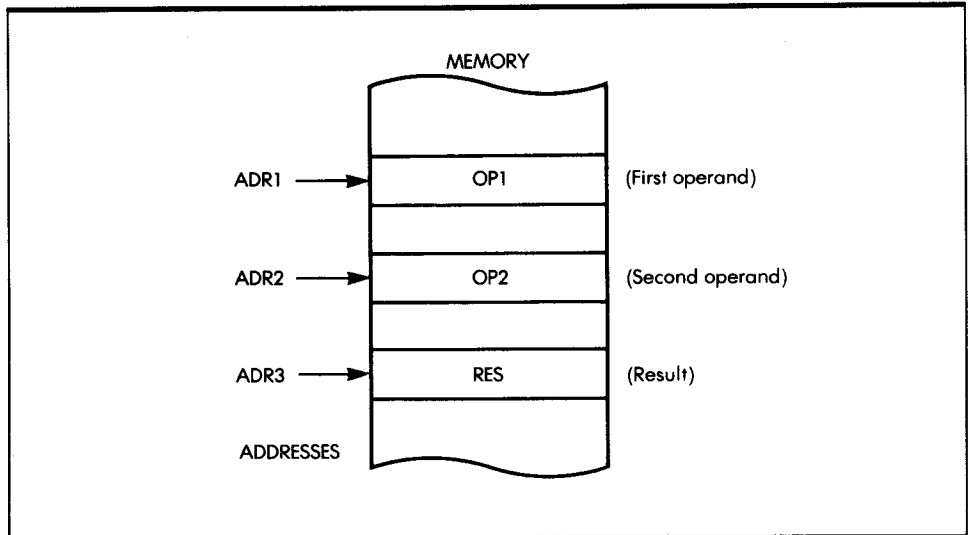 MEMORY
ADR1 OP1 (First operand)
ADR2 OP2 (Second operand)
ADR3 RES (Result)
ADDRESSES